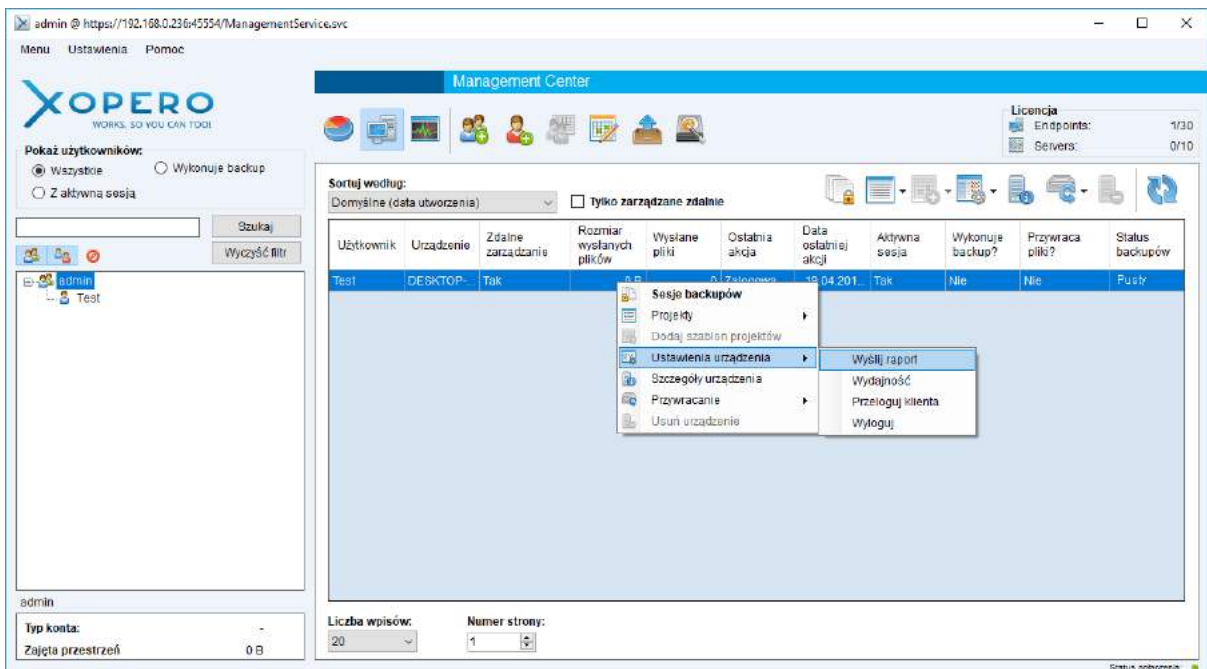 admin @ https://192.168.0.236:45554/ManagementService.svc
Menu Ustawienia Pomoc
XOPERO
WORKS, SO YOU CAN TOO!
Management Center
Licencja
Endpoints: 1/30
Servers: 0/10
Pokaż użytkowników:
Wszystkie Wykonuje backup
Z aktywna sesją
Szukaj
Wyczyść filtr
admin
Test
Sortuj według:
Domyślne (data utworzenia)
Tylko zarządzane zdalnie
Użytkownik Urządzenie Zdalne zarządzanie Rozmiar wysłanych plików Wysłane pliki Ostatnia akcja Data ostatniej akcji Aktywna sesja Wykonuje backup? Przywraca pliki? Status backupów
Test DESKTOP-... Tak 0 B 0 Zalogowa... 19.04.201... Tak Nie Nie Pusty
Sesje backupów
Projekty
Dodaj szablon projektów
Ustawienia urządzenia
Szczegóły urządzenia
Przywracanie
Usuń urządzenie
Wyślij raport
Wydajność
Przeloguj klienta
Wyloguj
admin
Typ konta: -
Zajęta przestrzeń 0 B
Liczba wpisów: Numer strony:
20 1
Status połączenia: